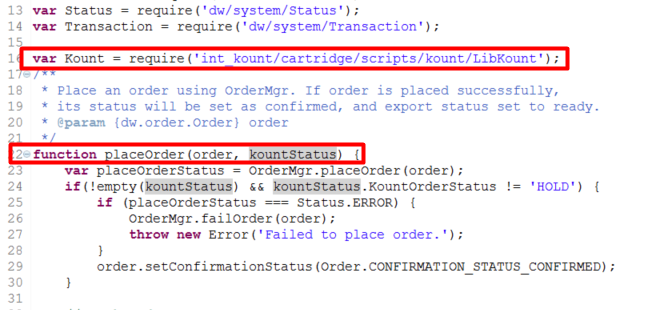 13 var Status = require('dw/system/Status');
14 var Transaction = require('dw/system/Transaction');
15
16 var Kount = require('int_kount/cartridge/scripts/kount/LibKount');
17 /**
18  * Place an order using OrderMgr. If order is placed successfully,
19  * its status will be set as confirmed, and export status set to ready.
20  * @param {dw.order.Order} order
21  */
22 function placeOrder(order, kountStatus) {
23     var placeOrderStatus = OrderMgr.placeOrder(order);
24     if(!empty(kountStatus) && kountStatus.KountOrderStatus != 'HOLD') {
25         if (placeOrderStatus === Status.ERROR) {
26             OrderMgr.failOrder(order);
27             throw new Error('Failed to place order.');
28         }
29         order.setConfirmationStatus(Order.CONFIRMATION_STATUS_CONFIRMED);
30     }
31